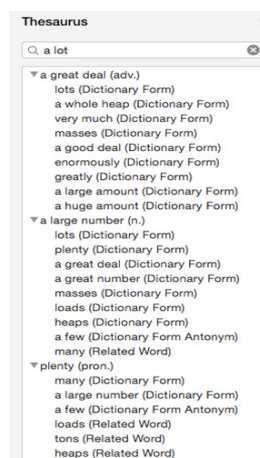 Thesaurus
a lot
a great deal (adv.)
lots (Dictionary Form)
a whole heap (Dictionary Form)
very much (Dictionary Form)
masses (Dictionary Form)
a good deal (Dictionary Form)
enormously (Dictionary Form)
greatly (Dictionary Form)
a large amount (Dictionary Form)
a huge amount (Dictionary Form)
a large number (n.)
lots (Dictionary Form)
plenty (Dictionary Form)
a great deal (Dictionary Form)
a great number (Dictionary Form)
masses (Dictionary Form)
loads (Dictionary Form)
heaps (Dictionary Form)
a few (Dictionary Form Antonym)
many (Related Word)
plenty (pron.)
many (Dictionary Form)
a large number (Dictionary Form)
a few (Dictionary Form Antonym)
loads (Related Word)
tons (Related Word)
heaps (Related Word)